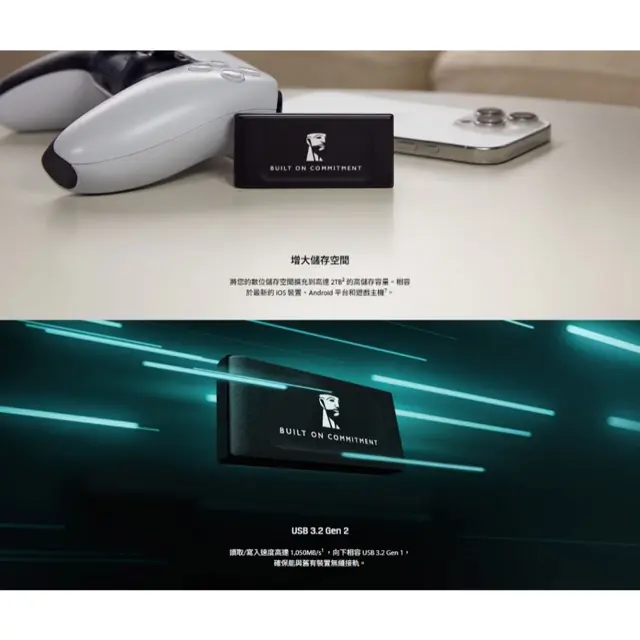 BUILT ON COMMITMENT
增大儲存空間
將您的數位儲存空間擴充到高達 2TB² 的高儲存容量。相容
於最新的 iOS 裝置、Android 平台和遊戲主機⁷。
BUILT ON COMMITMENT
USB 3.2 Gen 2
讀取/寫入速度高達 1,050MB/s¹，向下相容 USB 3.2 Gen 1，
確保能與舊有裝置無縫接軌。